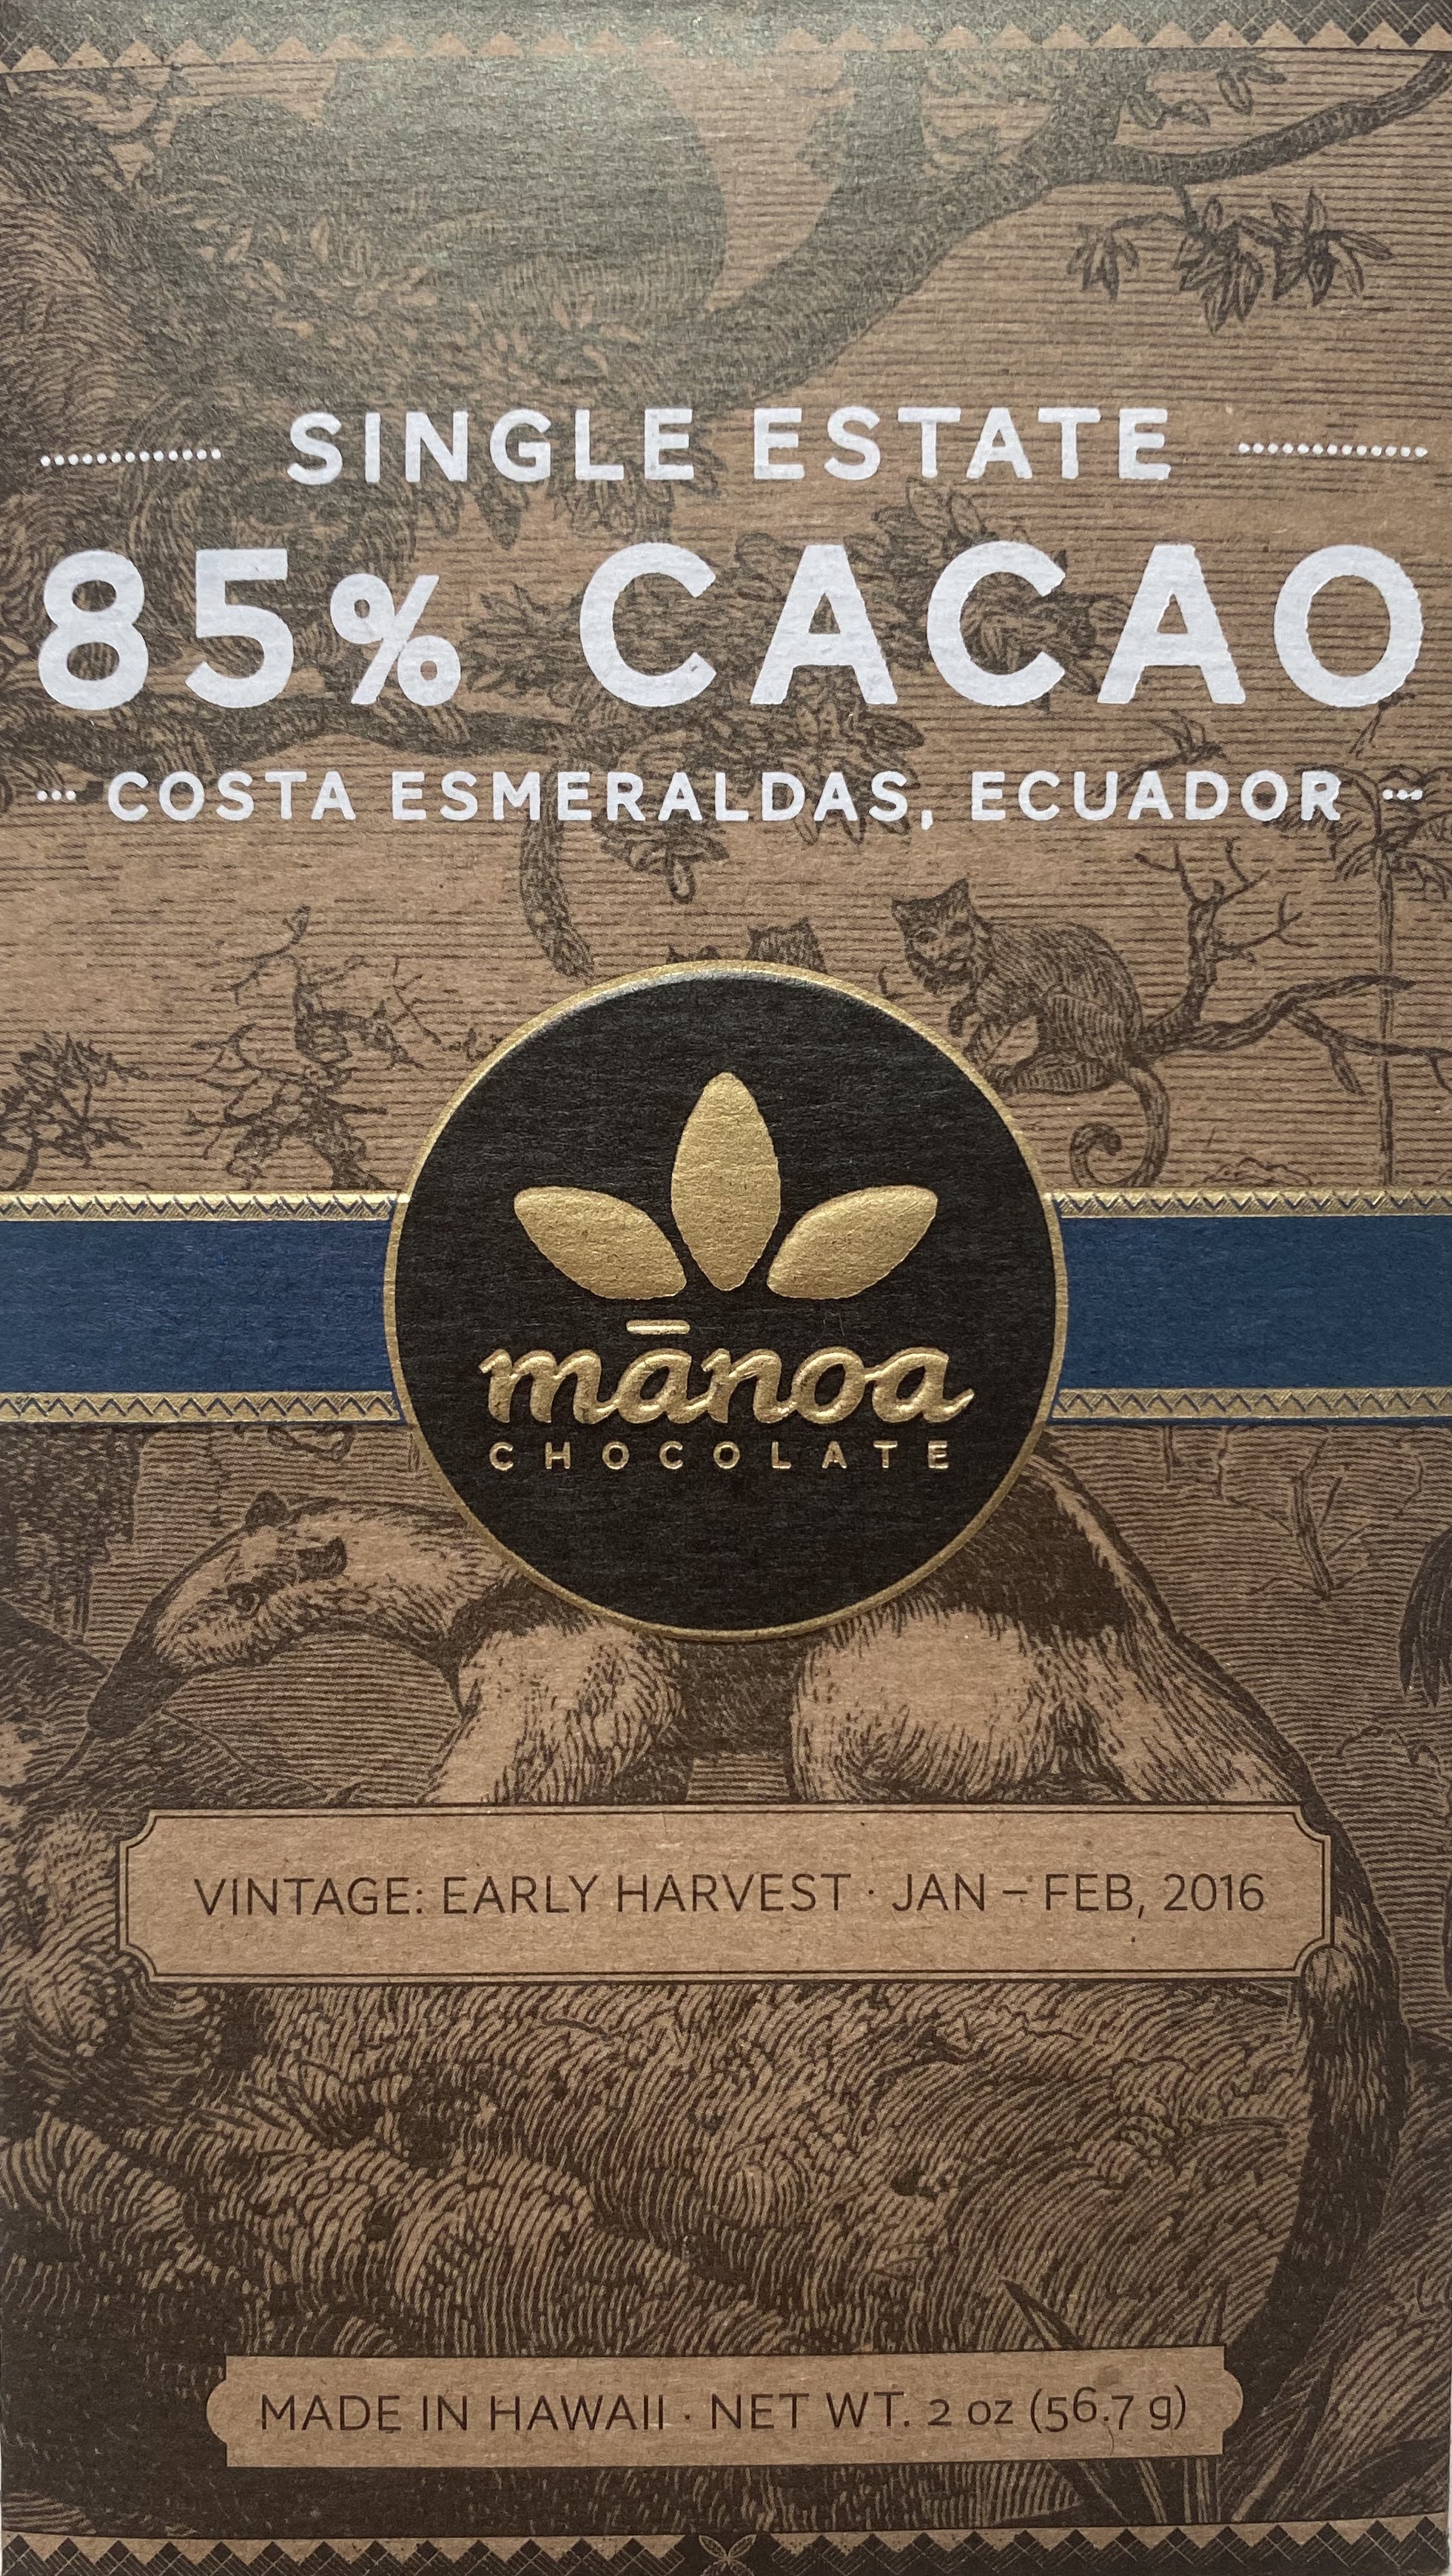 SINGLE ESTATE
85% CACAO
COSTA ESMERALDAS, ECUADOR
mānoa
CHOCOLATE
VINTAGE: EARLY HARVEST · JAN – FEB, 2016
MADE IN HAWAII · NET WT. 2 oz (56.7 g)